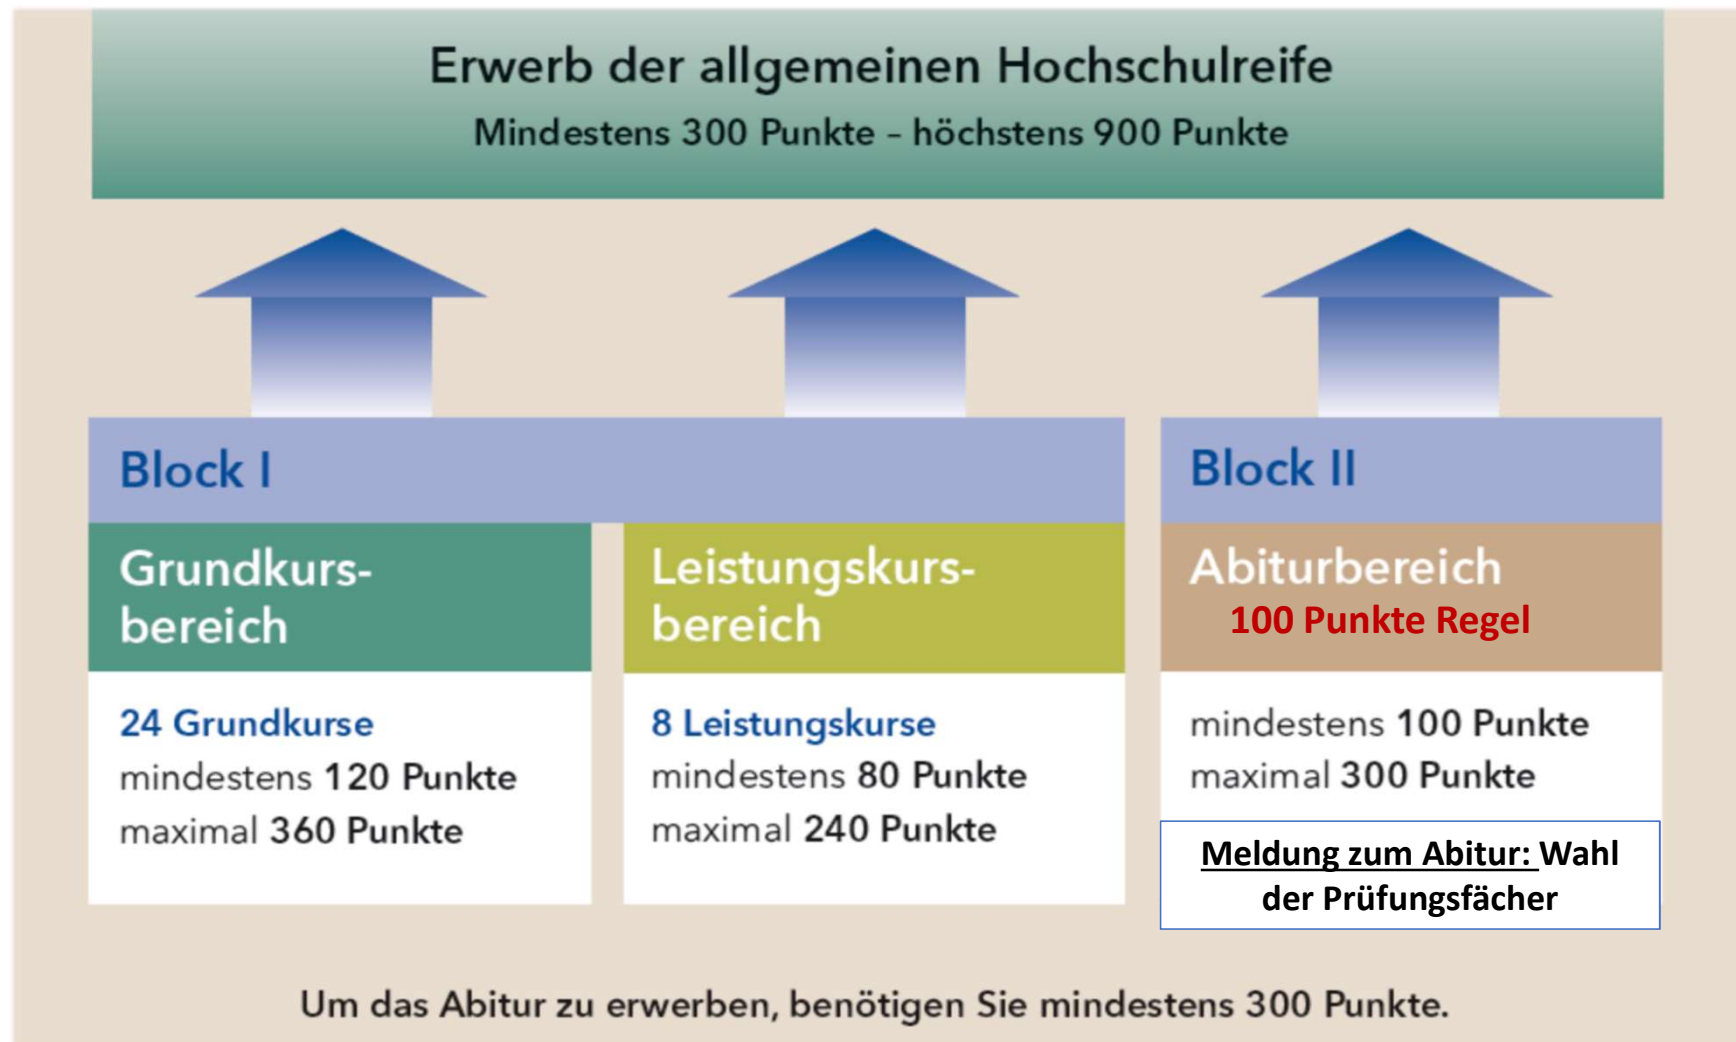 Erwerb der allgemeinen Hochschulreife
Mindestens 300 Punkte – höchstens 900 Punkte
Block I
Grundkurs-
bereich
24 Grundkurse
mindestens 120 Punkte
maximal 360 Punkte
Leistungskurs-
bereich
8 Leistungskurse
mindestens 80 Punkte
maximal 240 Punkte
Block II
Abiturbereich
100 Punkte Regel
mindestens 100 Punkte
maximal 300 Punkte
Meldung zum Abitur: Wahl
der Prüfungsfächer
Um das Abitur zu erwerben, benötigen Sie mindestens 300 Punkte.